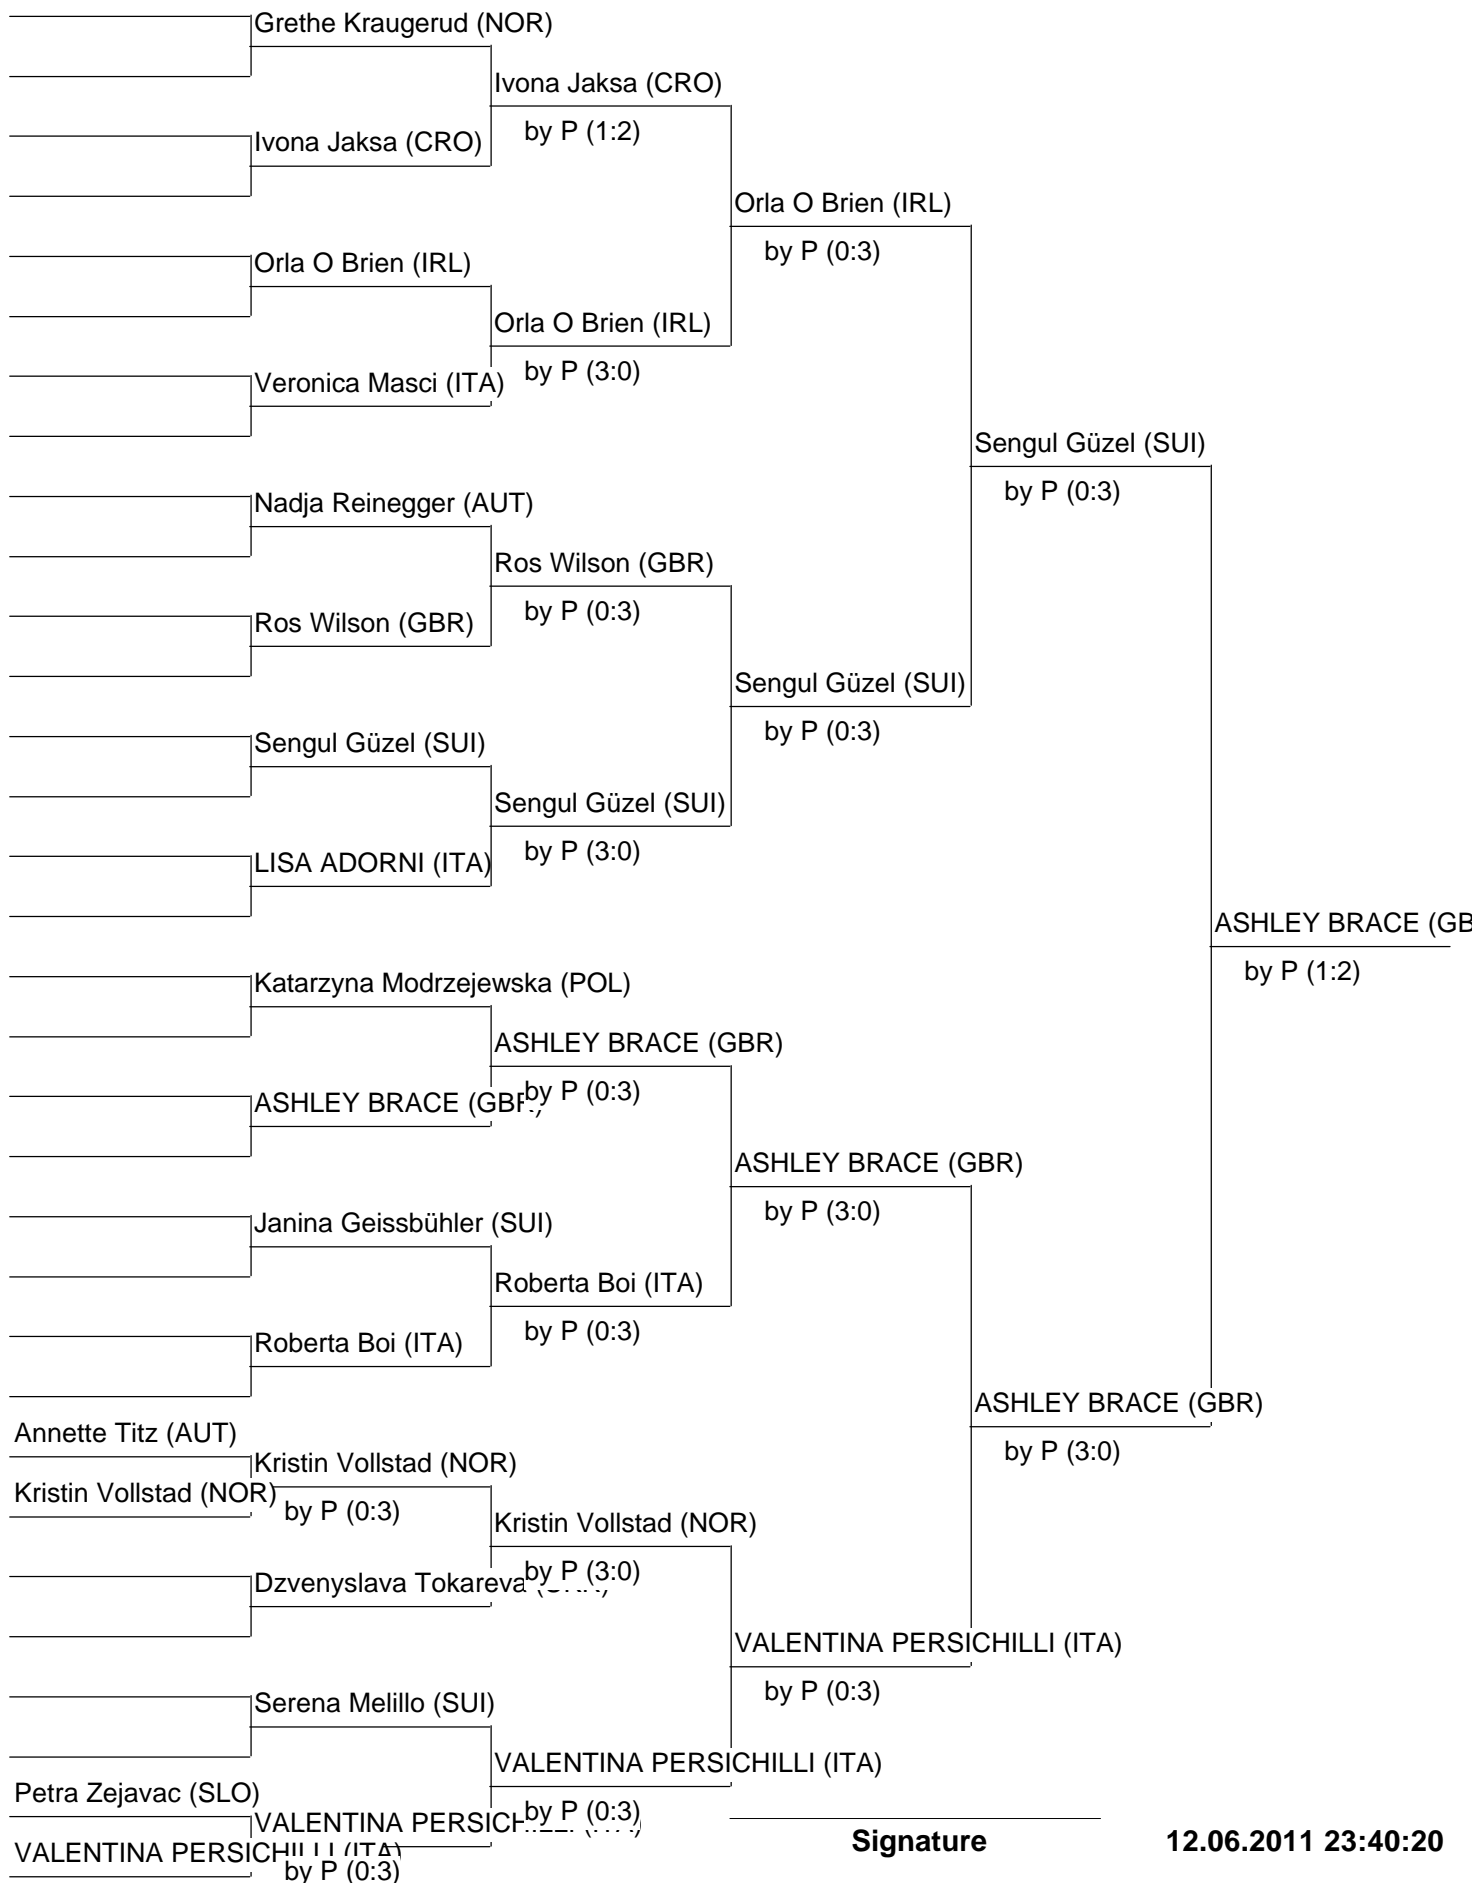 Grethe Kraugerud (NOR)
Ivona Jaksa (CRO)
by P (1:2)
Ivona Jaksa (CRO)
Orla O Brien (IRL)
by P (0:3)
Orla O Brien (IRL)
Orla O Brien (IRL)
by P (3:0)
Veronica Masci (ITA)
Sengul Güzel (SUI)
by P (0:3)
Nadja Reinegger (AUT)
Ros Wilson (GBR)
by P (0:3)
Ros Wilson (GBR)
Sengul Güzel (SUI)
by P (0:3)
Sengul Güzel (SUI)
Sengul Güzel (SUI)
by P (3:0)
LISA ADORNI (ITA)
ASHLEY BRACE (GB
by P (1:2)
Katarzyna Modrzejewska (POL)
ASHLEY BRACE (GBR)
by P (0:3)
ASHLEY BRACE (GBR)
ASHLEY BRACE (GBR)
by P (3:0)
Janina Geissbühler (SUI)
Roberta Boi (ITA)
by P (0:3)
Roberta Boi (ITA)
ASHLEY BRACE (GBR)
by P (3:0)
Annette Titz (AUT)
Kristin Vollstad (NOR)
Kristin Vollstad (NOR)
by P (0:3)
Kristin Vollstad (NOR)
by P (3:0)
Dzvenyslava Tokareva
VALENTINA PERSICHILLI (ITA)
by P (0:3)
Serena Melillo (SUI)
VALENTINA PERSICHILLI (ITA)
by P (0:3)
Petra Zejavac (SLO)
VALENTINA PERSICHILLI (ITA)
VALENTINA PERSICHILLI (ITA)
by P (0:3)
Signature
12.06.2011 23:40:20